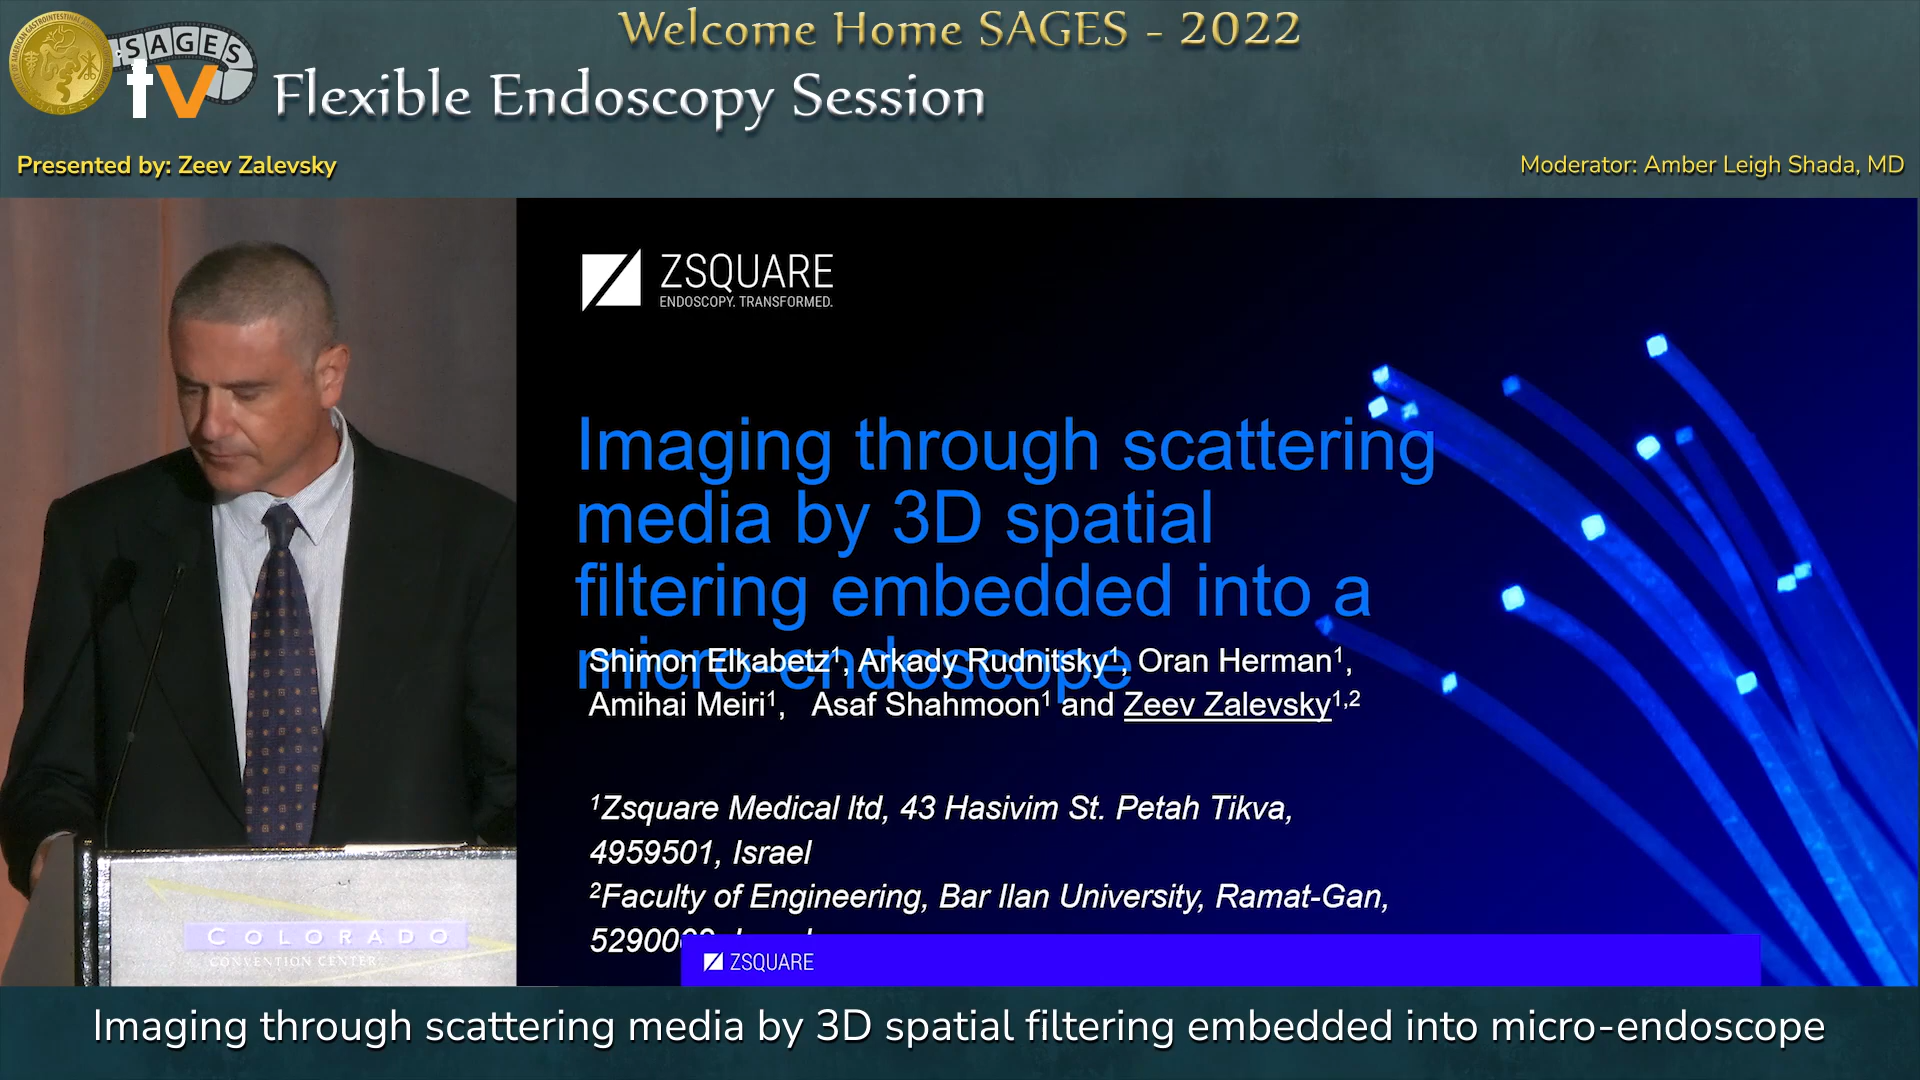 Welcome Home SAGES - 2022
SAGES
tv
Flexible Endoscopy Session
Presented by: Zeev Zalevsky
Moderator: Amber Leigh Shada, MD
ZSQUARE
ENDOSCOPY. TRANSFORMED.
Imaging through scattering
media by 3D spatial
filtering embedded into a
micro-endoscope
Shimon Elkabetz¹, Arkady Rudnitsky¹, Oran Herman¹,
Amihai Meiri¹, Asaf Shahmoon¹ and Zeev Zalevsky¹,²
¹Zsquare Medical ltd, 43 Hasivim St. Petah Tikva,
4959501, Israel
²Faculty of Engineering, Bar Ilan University, Ramat-Gan,
ZSQUARE
COLORADO
CONVENTION CENTER
Imaging through scattering media by 3D spatial filtering embedded into micro-endoscope